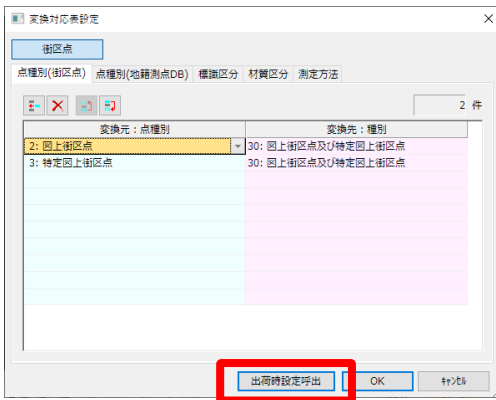 変換対応表設定
街区点
点種別(街区点) 点種別(地籍測点DB) 標識区分 材質区分 測定方法
2 件
変換元：点種別 変換先：種別
2: 図上街区点 30: 図上街区点及び特定図上街区点
3: 特定図上街区点 30: 図上街区点及び特定図上街区点
出荷時設定呼出 OK ｷｬﾝｾﾙ